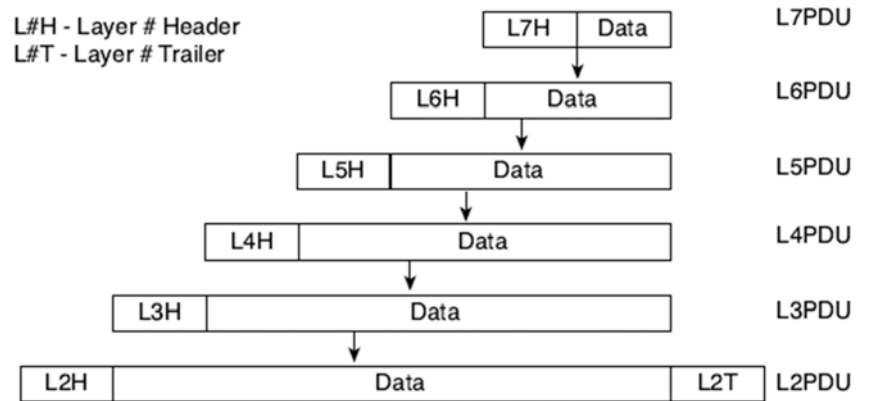 L#H - Layer # Header
L#T - Layer # Trailer
L7H Data L7PDU
L6H Data L6PDU
L5H Data L5PDU
L4H Data L4PDU
L3H Data L3PDU
L2H Data L2T L2PDU